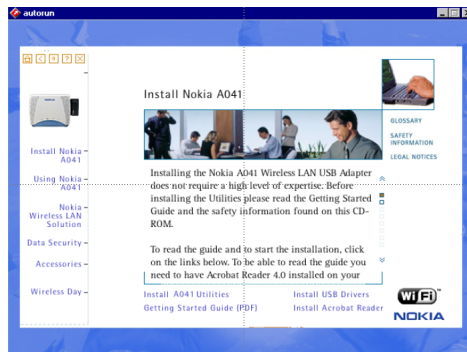 autorun
Install Nokia A041
GLOSSARY
SAFETY
INFORMATION
LEGAL NOTICES
Install Nokia
A041
Using Nokia
A041
Nokia
Wireless LAN
Solution
Data Security
Accessories
Wireless Day
Installing the Nokia A041 Wireless LAN USB Adapter
does not require a high level of expertise. Before
installing the Utilities please read the Getting Started
Guide and the safety information found on this CD-
ROM.
To read the guide and to start the installation, click
on the links below. To be able to read the guide you
need to have Acrobat Reader 4.0 installed on your
Install A041 Utilities
Install USB Drivers
Getting Started Guide (PDF)
Install Acrobat Reader
Wi Fi
NOKIA